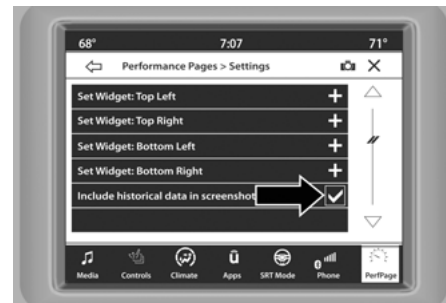 68° 7:07 71°
Performance Pages > Settings
Set Widget: Top Left
Set Widget: Top Right
Set Widget: Bottom Left
Set Widget: Bottom Right
Include historical data in screenshot
Media Controls Climate Apps SRT Mode Phone PerfPage